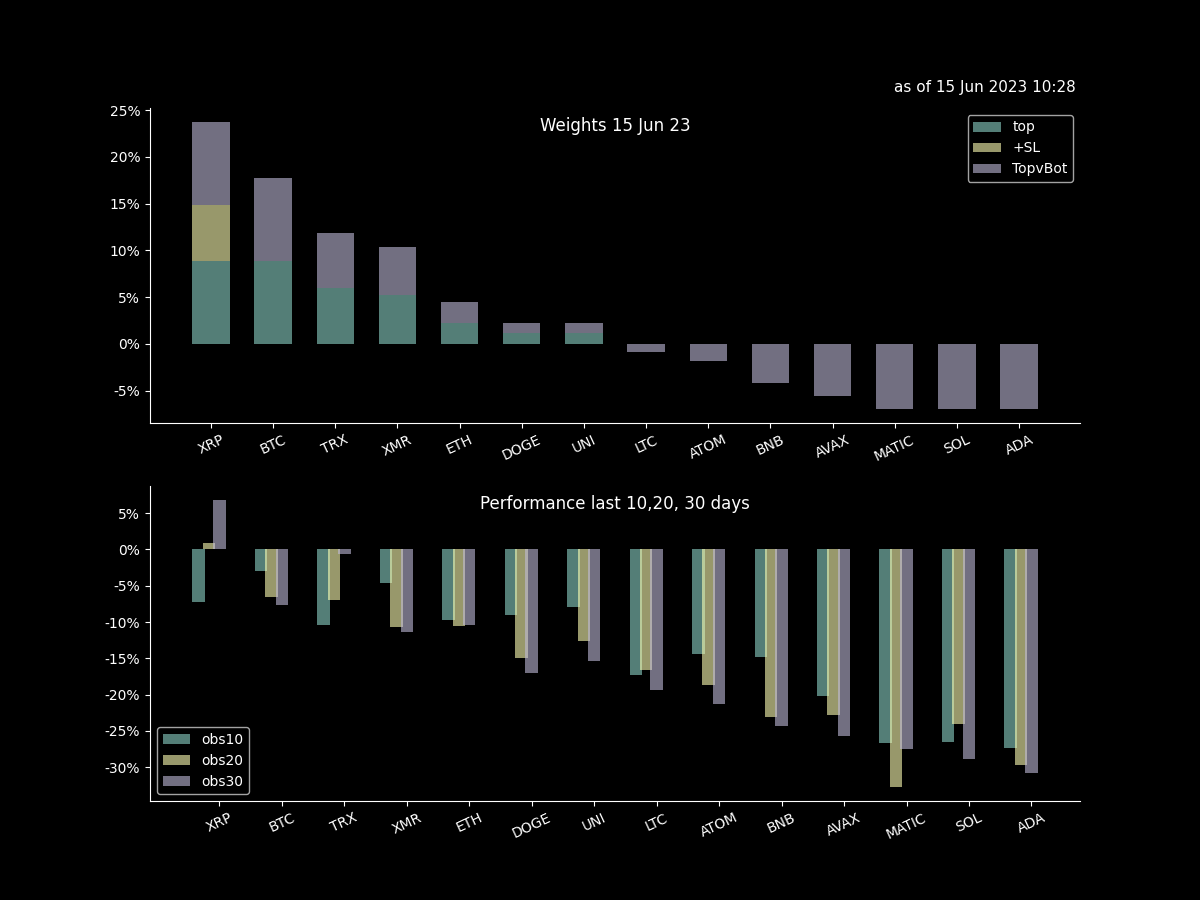 as of 15 Jun 2023 10:28
Weights 15 Jun 23
top
+SL
TopvBot
25%
20%
15%
10%
5%
0%
-5%
XRP BTC TRX XMR ETH DOGE UNI LTC ATOM BNB AVAX MATIC SOL ADA
Performance last 10,20, 30 days
5%
0%
-5%
-10%
-15%
-20%
-25%
-30%
obs10
obs20
obs30
XRP BTC TRX XMR ETH DOGE UNI LTC ATOM BNB AVAX MATIC SOL ADA